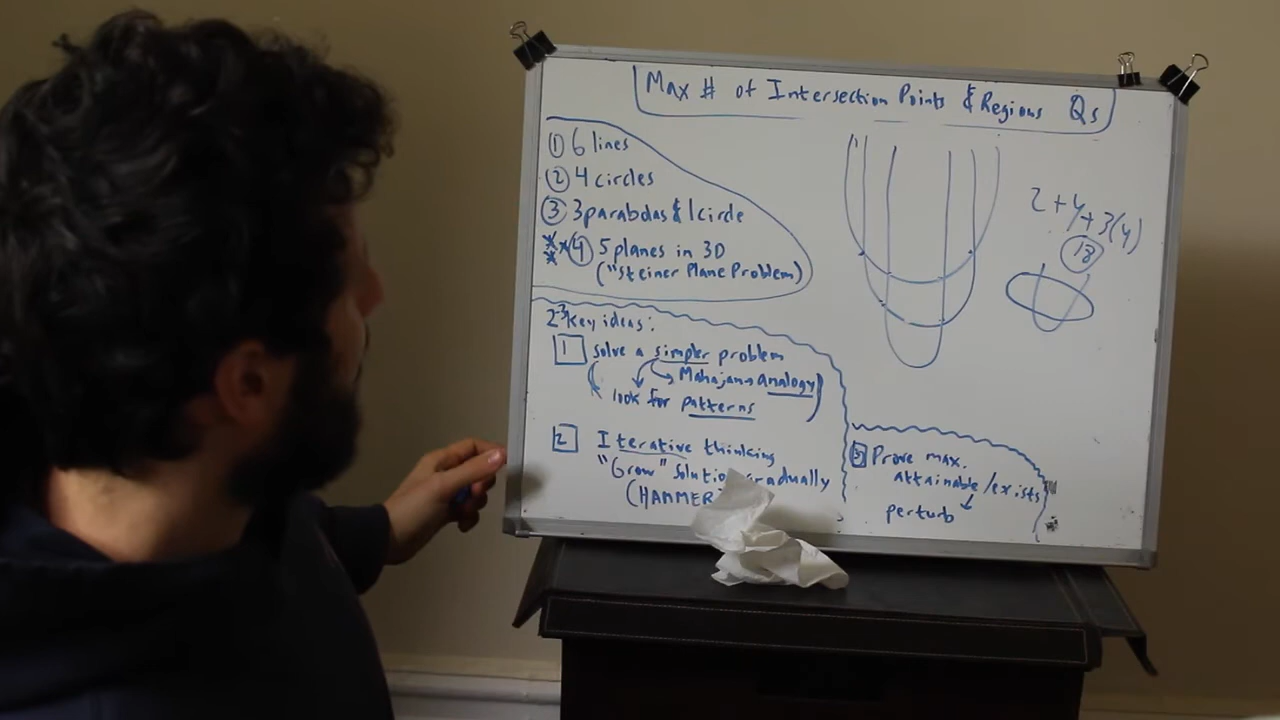 Max # of Intersection Points & Regions Qs
① 6 lines
② 4 circles
③ 3 parabolas & 1 circle
④ 5 planes in 3D
("Steiner Plane Problem)
2-3 Key ideas:
1 solve a simpler problem
Mahajan → Analogy
look for patterns
2 Iterative thinking
"Grow" Solution gradually
(HAMMER
2+4+3(4)
18
3 Prove max.
attainable/exists
perturb